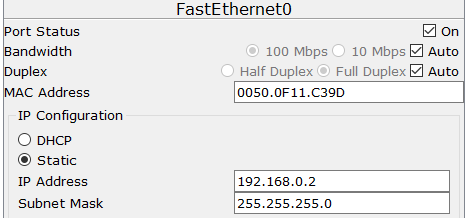 FastEthernet0
Port Status On
Bandwidth 100 Mbps 10 Mbps Auto
Duplex Half Duplex Full Duplex Auto
MAC Address 0050.0F11.C39D
IP Configuration
DHCP
Static
IP Address 192.168.0.2
Subnet Mask 255.255.255.0